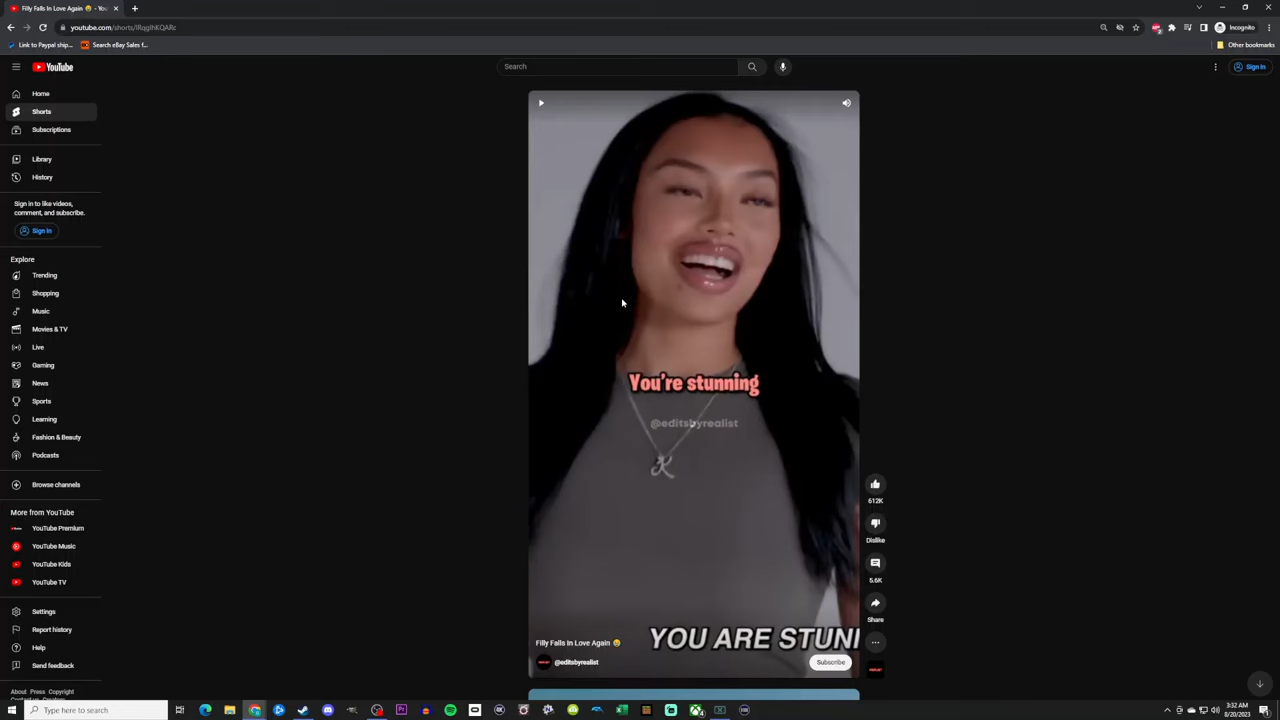 Filly Falls In Love Again 😍 - You
youtube.com/shorts/
Incognito
Link to Paypal ship...
Search eBay Sales f...
Other bookmarks
YouTube
Search
Sign in
Home
Shorts
Subscriptions
Library
History
Sign in to like videos,
comment, and subscribe.
Sign in
Explore
Trending
Shopping
Music
Movies & TV
Live
Gaming
News
Sports
Learning
Fashion & Beauty
Podcasts
Browse channels
More from YouTube
YouTube Premium
YouTube Music
YouTube Kids
YouTube TV
Settings
Report history
Help
Send feedback
About Press Copyright
You're stunning
@editsbyrealist
K
YOU ARE STUN
612K
Dislike
5.6K
Share
Filly Falls In Love Again
@editsbyrealist
Subscribe
Type here to search
3:32 AM
8/20/2023